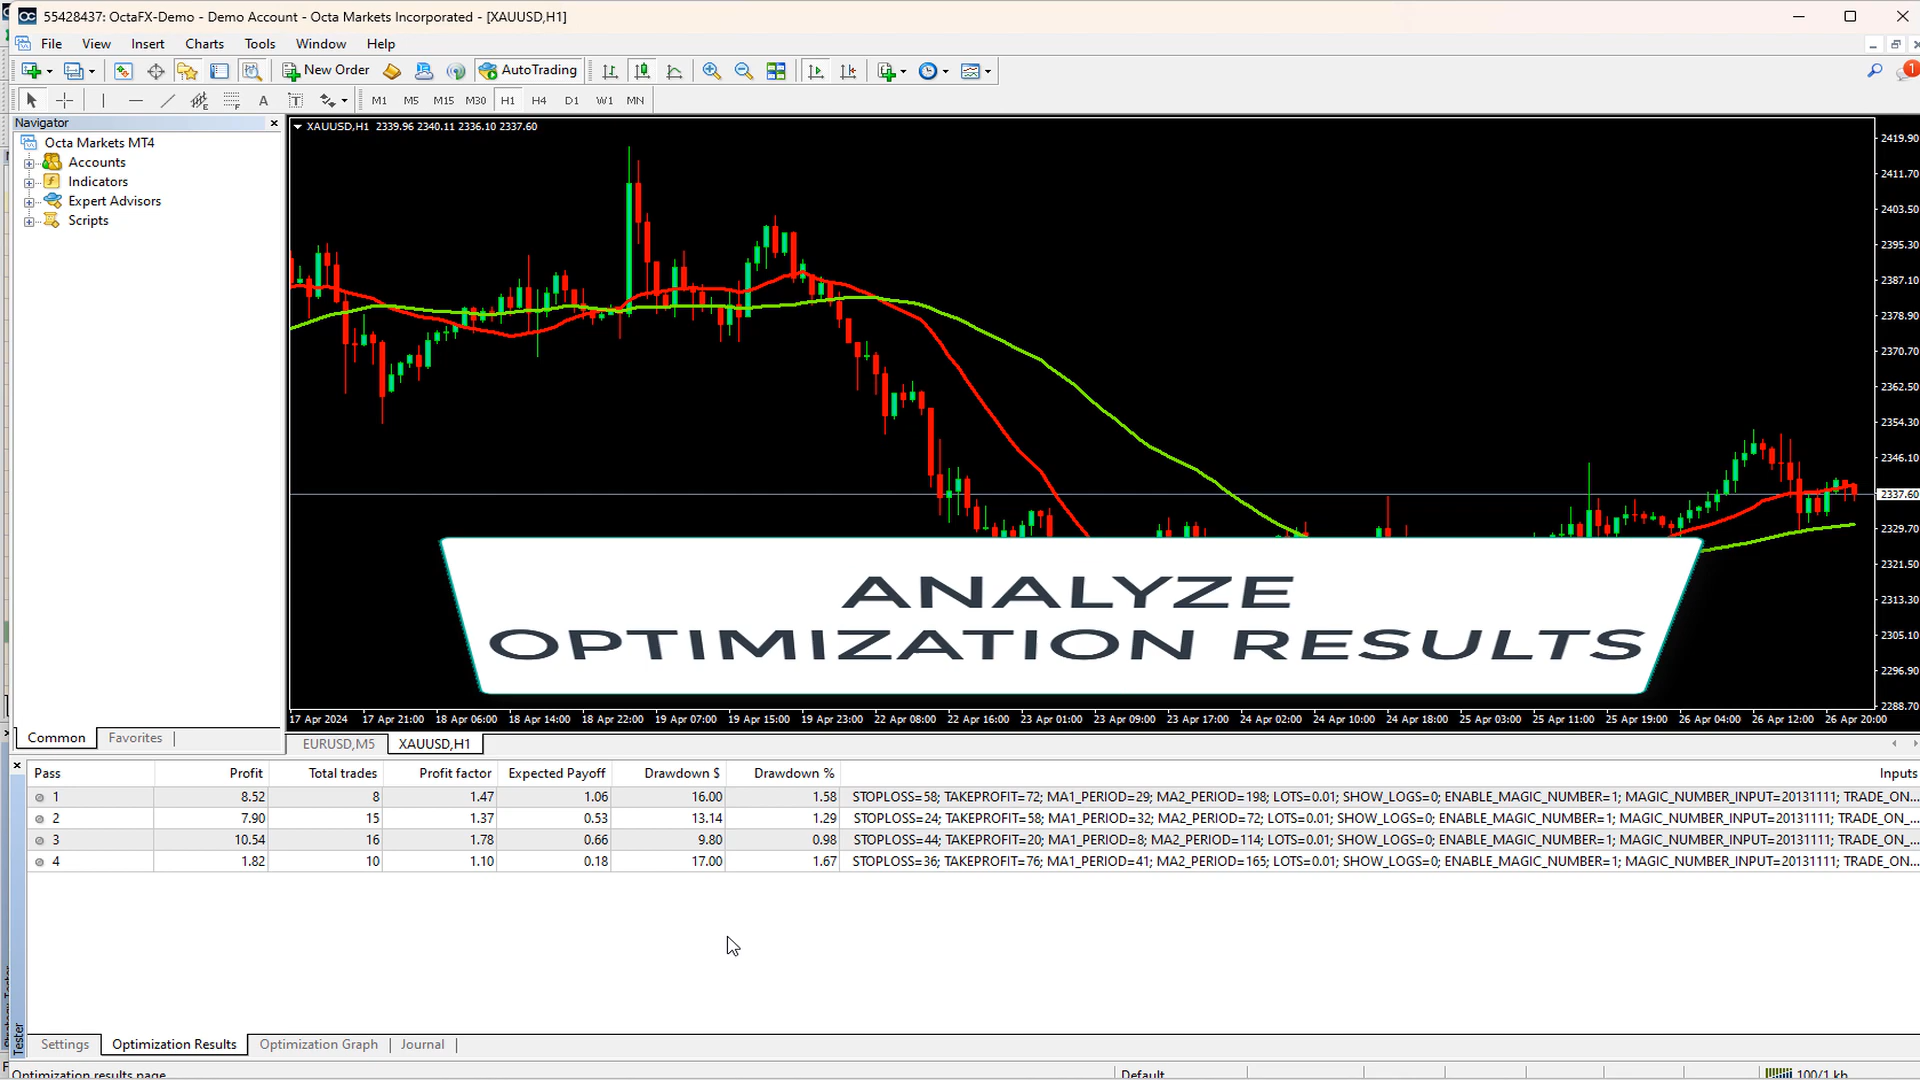 55428437: OctaFX-Demo - Demo Account - Octa Markets Incorporated - [XAUUSD,H1]
File View Insert Charts Tools Window Help
New Order AutoTrading 1
A T M1 M5 M15 M30 H1 H4 D1 W1 MN
Navigator
Octa Markets MT4
Accounts
Indicators
Expert Advisors
Scripts
Common Favorites
XAUUSD,H1 2339.96 2340.11 2336.10 2337.60
2419.90
2411.70
2403.50
2395.30
2387.10
2378.90
2370.70
2362.50
2354.30
2346.10
2337.60
2329.70
2321.50
2313.30
2305.10
2296.90
2288.70
ANALYZE
OPTIMIZATION RESULTS
17 Apr 2024 17 Apr 21:00 18 Apr 06:00 18 Apr 14:00 18 Apr 22:00 19 Apr 07:00 19 Apr 15:00 19 Apr 23:00 22 Apr 08:00 22 Apr 16:00 23 Apr 01:00 23 Apr 09:00 23 Apr 17:00 24 Apr 02:00 24 Apr 10:00 24 Apr 18:00 25 Apr 03:00 25 Apr 11:00 25 Apr 19:00 26 Apr 04:00 26 Apr 12:00 26 Apr 20:00
EURUSD,M5 XAUUSD,H1
Pass Profit Total trades Profit factor Expected Payoff Drawdown $ Drawdown % Inputs
1 8.52 8 1.47 1.06 16.00 1.58 STOPLOSS=58; TAKEPROFIT=72; MA1_PERIOD=29; MA2_PERIOD=198; LOTS=0.01; SHOW_LOGS=0; ENABLE_MAGIC_NUMBER=1; MAGIC_NUMBER_INPUT=20131111; TRADE_ON...
2 7.90 15 1.37 0.53 13.14 1.29 STOPLOSS=24; TAKEPROFIT=58; MA1_PERIOD=32; MA2_PERIOD=72; LOTS=0.01; SHOW_LOGS=0; ENABLE_MAGIC_NUMBER=1; MAGIC_NUMBER_INPUT=20131111; TRADE_ON_...
3 10.54 16 1.78 0.66 9.80 0.98 STOPLOSS=44; TAKEPROFIT=20; MA1_PERIOD=8; MA2_PERIOD=114; LOTS=0.01; SHOW_LOGS=0; ENABLE_MAGIC_NUMBER=1; MAGIC_NUMBER_INPUT=20131111; TRADE_ON_...
4 1.82 10 1.10 0.18 17.00 1.67 STOPLOSS=36; TAKEPROFIT=76; MA1_PERIOD=41; MA2_PERIOD=165; LOTS=0.01; SHOW_LOGS=0; ENABLE_MAGIC_NUMBER=1; MAGIC_NUMBER_INPUT=20131111; TRADE_ON...
Tester
Settings Optimization Results Optimization Graph Journal
Optimization results page Default 100/1 kb